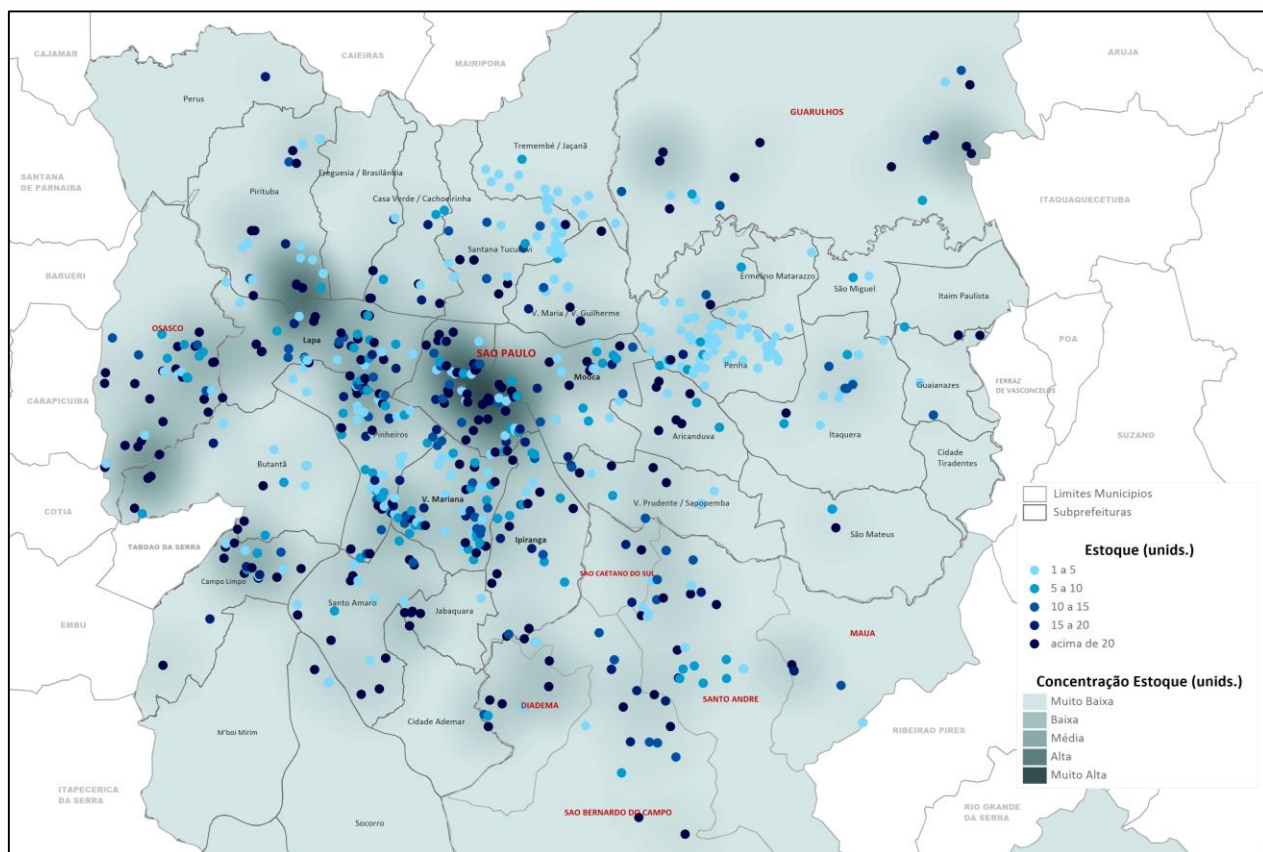 CAJAMAR
CAIEIRAS
MAIRIPORA
ARUJA
Perus
GUARULHOS
Tremembé / Jaçanã
SANTANA
DE PARNAIBA
Freguesia / Brasilândia
Pirituba
Casa Verde / Cachoeirinha
ITAQUAQUECETUBA
Santana Tucuruvi
BARUERI
Ermelino Matarazzo
São Miguel
Itaim Paulista
V. Maria / V. Guilherme
OSASCO
Lapa
SAO PAULO
POA
Mooca
Penha
CARAPICUIBA
Guaianazes
FERRAZ
DE VASCONCELOS
Pinheiros
Aricanduva
Itaquera
SUZANO
Butantã
Cidade
Tiradentes
COTIA
V. Mariana
V. Prudente / Sapopemba
Limites Municipios
Subprefeituras
Ipiranga
São Mateus
TABOAO DA SERRA
Estoque (unids.)
1 a 5
5 a 10
10 a 15
15 a 20
acima de 20
Campo Limpo
SAO CAETANO DO SUL
Santo Amaro
Jabaquara
EMBU
MAUA
Concentração Estoque (unids.)
Muito Baixa
Baixa
Média
Alta
Muito Alta
SANTO ANDRE
DIADEMA
Cidade Ademar
M'boi Mirim
RIBEIRAO PIRES
ITAPECERICA
DA SERRA
Socorro
SAO BERNARDO DO CAMPO
RIO GRANDE
DA SERRA